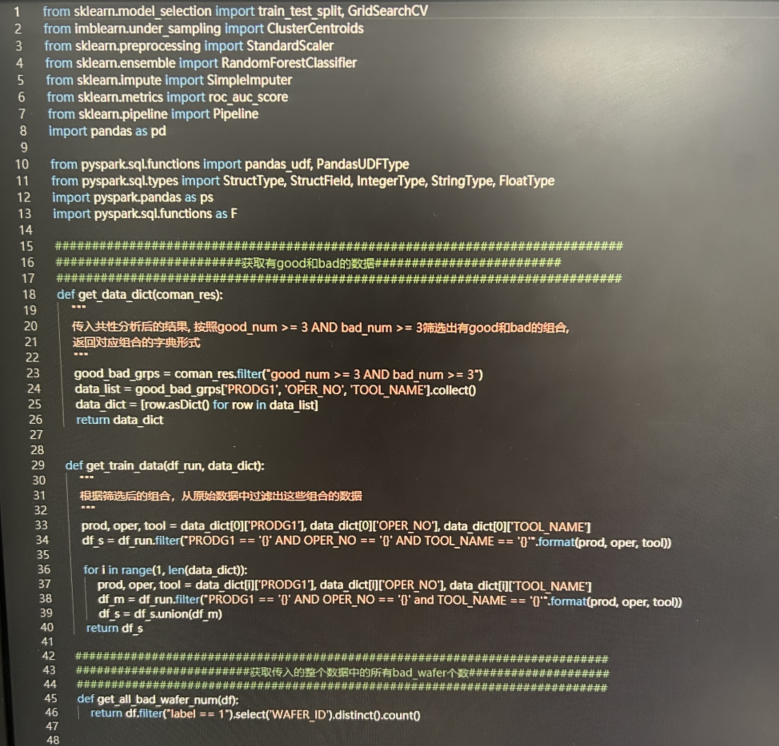 1 from sklearn.model_selection import train_test_split, GridSearchCV
2 from imblearn.under_sampling import ClusterCentroids
3 from sklearn.preprocessing import StandardScaler
4 from sklearn.ensemble import RandomForestClassifier
5 from sklearn.impute import SimpleImputer
6 from sklearn.metrics import roc_auc_score
7 from sklearn.pipeline import Pipeline
8 import pandas as pd
9
10 from pyspark.sql.functions import pandas_udf, PandasUDFType
11 from pyspark.sql.types import StructType, StructField, IntegerType, StringType, FloatType
12 import pyspark.pandas as ps
13 import pyspark.sql.functions as F
14
15 ################################################################################
16 ##########################获取有good和bad的数据##########################
17 ################################################################################
18 def get_data_dict(coman_res):
19 """
20 传入共性分析后的结果, 按照good_num >= 3 AND bad_num >= 3筛选出有good和bad的组合,
21 返回对应组合的字典形式
22 """
23 good_bad_grps = coman_res.filter("good_num >= 3 AND bad_num >= 3")
24 data_list = good_bad_grps['PRODG1', 'OPER_NO', 'TOOL_NAME'].collect()
25 data_dict = [row.asDict() for row in data_list]
26 return data_dict
27
28
29 def get_train_data(df_run, data_dict):
30 """
31 根据筛选后的组合，从原始数据中过滤出这些组合的数据
32 """
33 prod, oper, tool = data_dict[0]['PRODG1'], data_dict[0]['OPER_NO'], data_dict[0]['TOOL_NAME']
34 df_s = df_run.filter("PRODG1 == '{}' AND OPER_NO == '{}' AND TOOL_NAME == '{}'".format(prod, oper, tool))
35
36 for i in range(1, len(data_dict)):
37 prod, oper, tool = data_dict[i]['PRODG1'], data_dict[i]['OPER_NO'], data_dict[i]['TOOL_NAME']
38 df_m = df_run.filter("PRODG1 == '{}' AND OPER_NO == '{}' and TOOL_NAME == '{}'".format(prod, oper, tool))
39 df_s = df_s.union(df_m)
40 return df_s
41
42 ###########################################################################
43 ########################获取传入的整个数据中的所有bad_wafer个数####################
44 ###########################################################################
45 def get_all_bad_wafer_num(df):
46 return df.filter("label == 1").select('WAFER_ID').distinct().count()
47
48